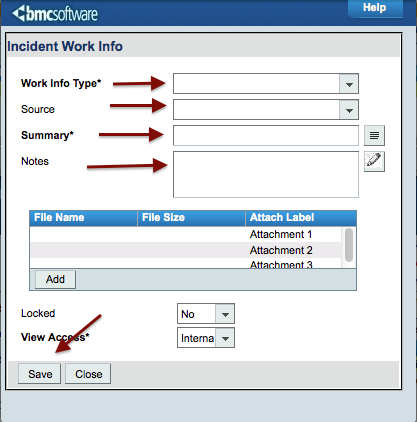 bmcsoftware
Help
Incident Work Info
Work Info Type*
Source
Summary*
Notes
File Name File Size Attach Label
Attachment 1
Attachment 2
Attachment 3
Add
Locked No
View Access* Interna
Save Close